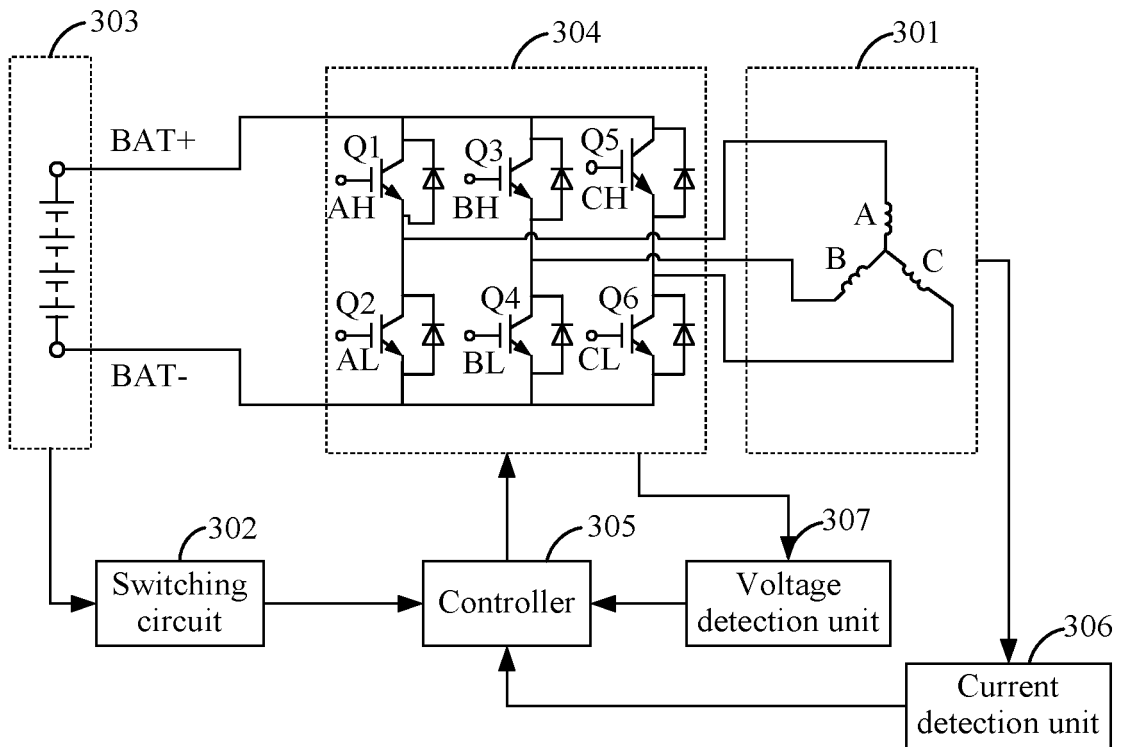 303
304
301
BAT+
Q1
Q3
Q5
AH
BH
CH
A
B
C
Q2
Q4
Q6
AL
BL
CL
BAT-
302
305
307
Switching
circuit
Controller
Voltage
detection unit
306
Current
detection unit